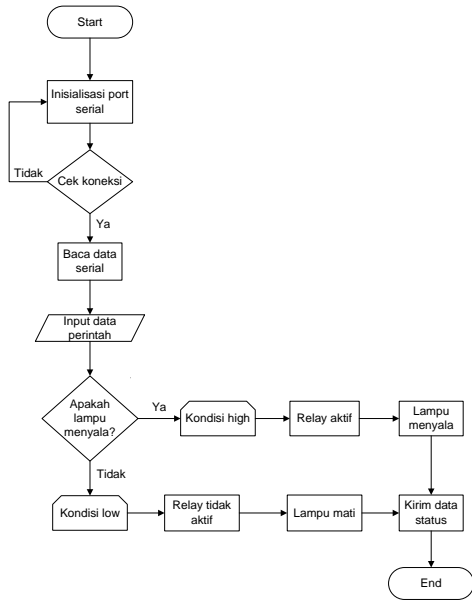 Start
Inisialisasi port
serial
Tidak
Cek koneksi
Ya
Baca data
serial
Input data
perintah
Apakah
lampu
menyala?
Ya
Kondisi high
Relay aktif
Lampu
menyala
Tidak
Kondisi low
Relay tidak
aktif
Lampu mati
Kirim data
status
End